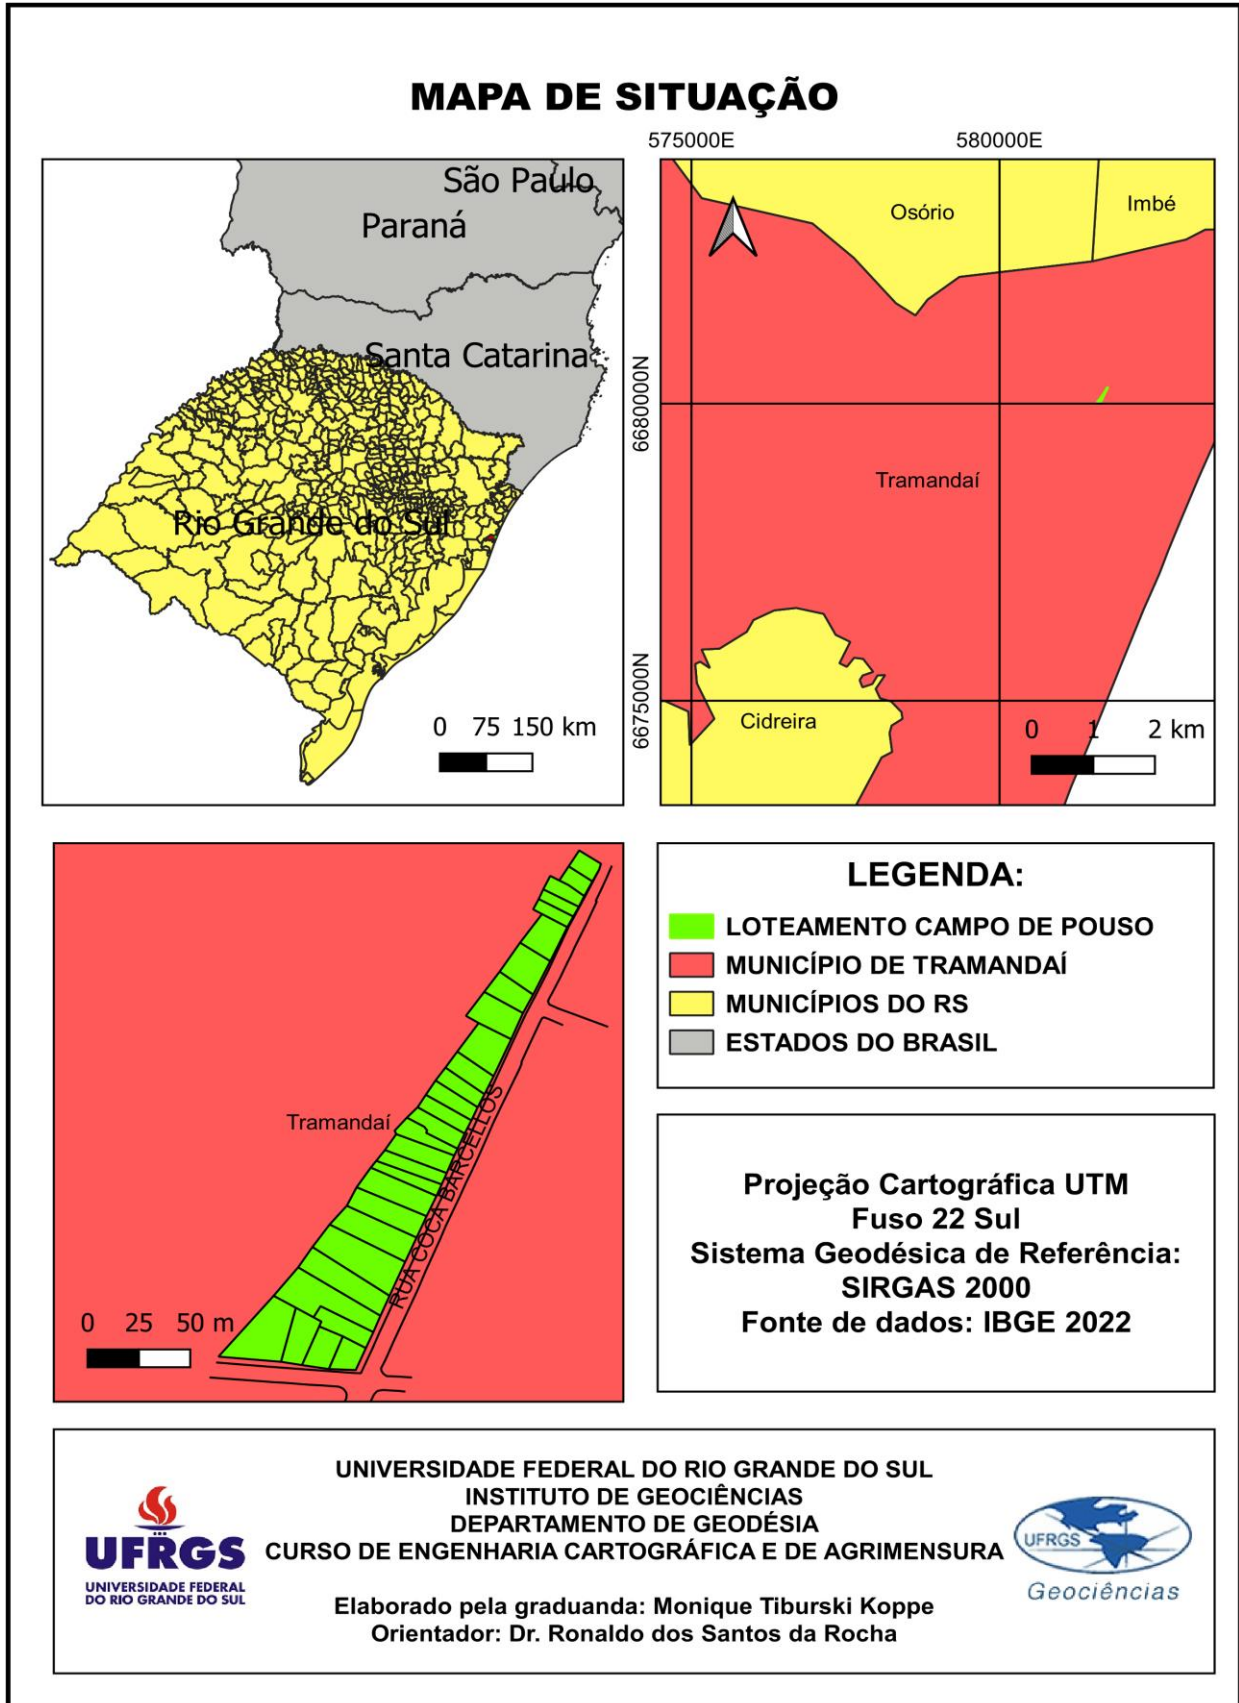 MAPA DE SITUAÇÃO
São Paulo
Paraná
Santa Catarina
Rio Grande do Sul
0 75 150 km
575000E 580000E
6680000N
6675000N
Osório
Imbé
Tramandaí
Cidreira
0 1 2 km
Tramandaí
RUA COCA BARCELLOS
0 25 50 m
LEGENDA:
LOTEAMENTO CAMPO DE POUSO
MUNICÍPIO DE TRAMANDAÍ
MUNICÍPIOS DO RS
ESTADOS DO BRASIL
Projeção Cartográfica UTM
Fuso 22 Sul
Sistema Geodésica de Referência:
SIRGAS 2000
Fonte de dados: IBGE 2022
UFRGS
UNIVERSIDADE FEDERAL
DO RIO GRANDE DO SUL
UNIVERSIDADE FEDERAL DO RIO GRANDE DO SUL
INSTITUTO DE GEOCIÊNCIAS
DEPARTAMENTO DE GEODÉSIA
CURSO DE ENGENHARIA CARTOGRÁFICA E DE AGRIMENSURA
Elaborado pela graduanda: Monique Tiburski Koppe
Orientador: Dr. Ronaldo dos Santos da Rocha
UFRGS
Geociências